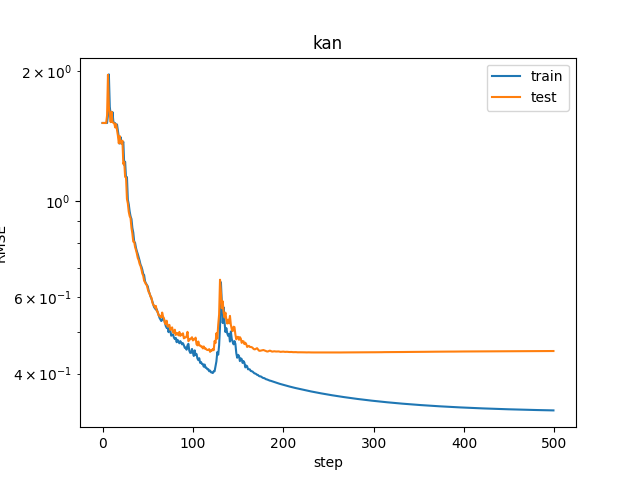 kan
2 × 10⁰
10⁰
6 × 10⁻¹
4 × 10⁻¹
RMSE
train
test
0 100 200 300 400 500
step